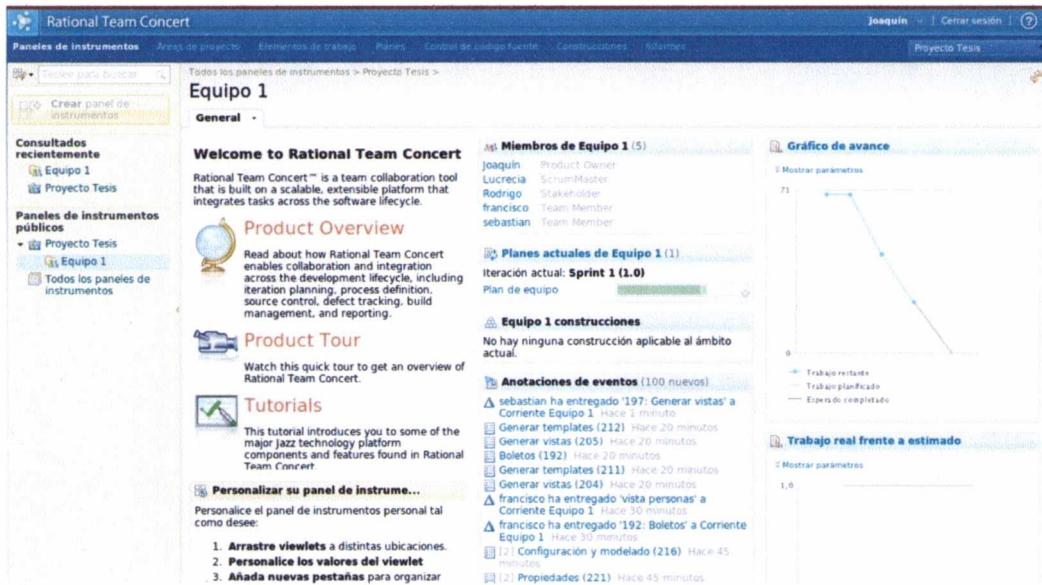 Rational Team Concert
Joaquín | Cerrar sesión | ?
Paneles de instrumentos Áreas de proyecto Elementos de trabajo Planes Control de código fuente Construcciones Informes
Proyecto Tesis
Teclee para buscar
Crear panel de
instrumentos
Consultados
recientemente
Equipo 1
Proyecto Tesis
Paneles de instrumentos
públicos
Proyecto Tesis
Equipo 1
Todos los paneles de
instrumentos
Todos los paneles de instrumentos > Proyecto Tesis >
Equipo 1
General
Welcome to Rational Team Concert
Rational Team Concert™ is a team collaboration tool
that is built on a scalable, extensible platform that
integrates tasks across the software lifecycle.
Product Overview
Read about how Rational Team Concert
enables collaboration and integration
across the development lifecycle, including
iteration planning, process definition,
source control, defect tracking, build
management, and reporting.
Product Tour
Watch this quick tour to get an overview of
Rational Team Concert.
Tutorials
This tutorial introduces you to some of the
major Jazz technology platform
components and features found in Rational
Team Concert
Personalizar su panel de instrume...
Personalice el panel de instrumentos personal tal
como desee:
1. Arrastre viewlets a distintas ubicaciones.
2. Personalice los valores del viewlet
3. Añada nuevas pestañas para organizar
Miembros de Equipo 1 (5)
Joaquín Product Owner
Lucrecia ScrumMaster
Rodrigo Stakeholder
francisco Team Member
sebastian Team Member
Planes actuales de Equipo 1 (1)
Iteración actual: Sprint 1 (1.0)
Plan de equipo
Equipo 1 construcciones
No hay ninguna construcción aplicable al ámbito
actual.
Anotaciones de eventos (100 nuevos)
sebastian ha entregado '197: Generar vistas' a
Corriente Equipo 1 Hace 1 minuto
Generar templates (212) Hace 20 minutos
Generar vistas (205) Hace 20 minutos
Boletos (192) Hace 20 minutos
Generar templates (211) Hace 20 minutos
Generar vistas (204) Hace 20 minutos
francisco ha entregado 'vista personas' a
Corriente Equipo 1 Hace 30 minutos
francisco ha entregado '192: Boletos' a Corriente
Equipo 1 Hace 30 minutos
[2] Configuración y modelado (216) Hace 45
minutos
[2] Propiedades (221) Hace 45 minutos
Gráfico de avance
Mostrar parámetros
71
0
Trabajo restante
Trabajo planificado
Esperado completado
Trabajo real frente a estimado
Mostrar parámetros
1,0